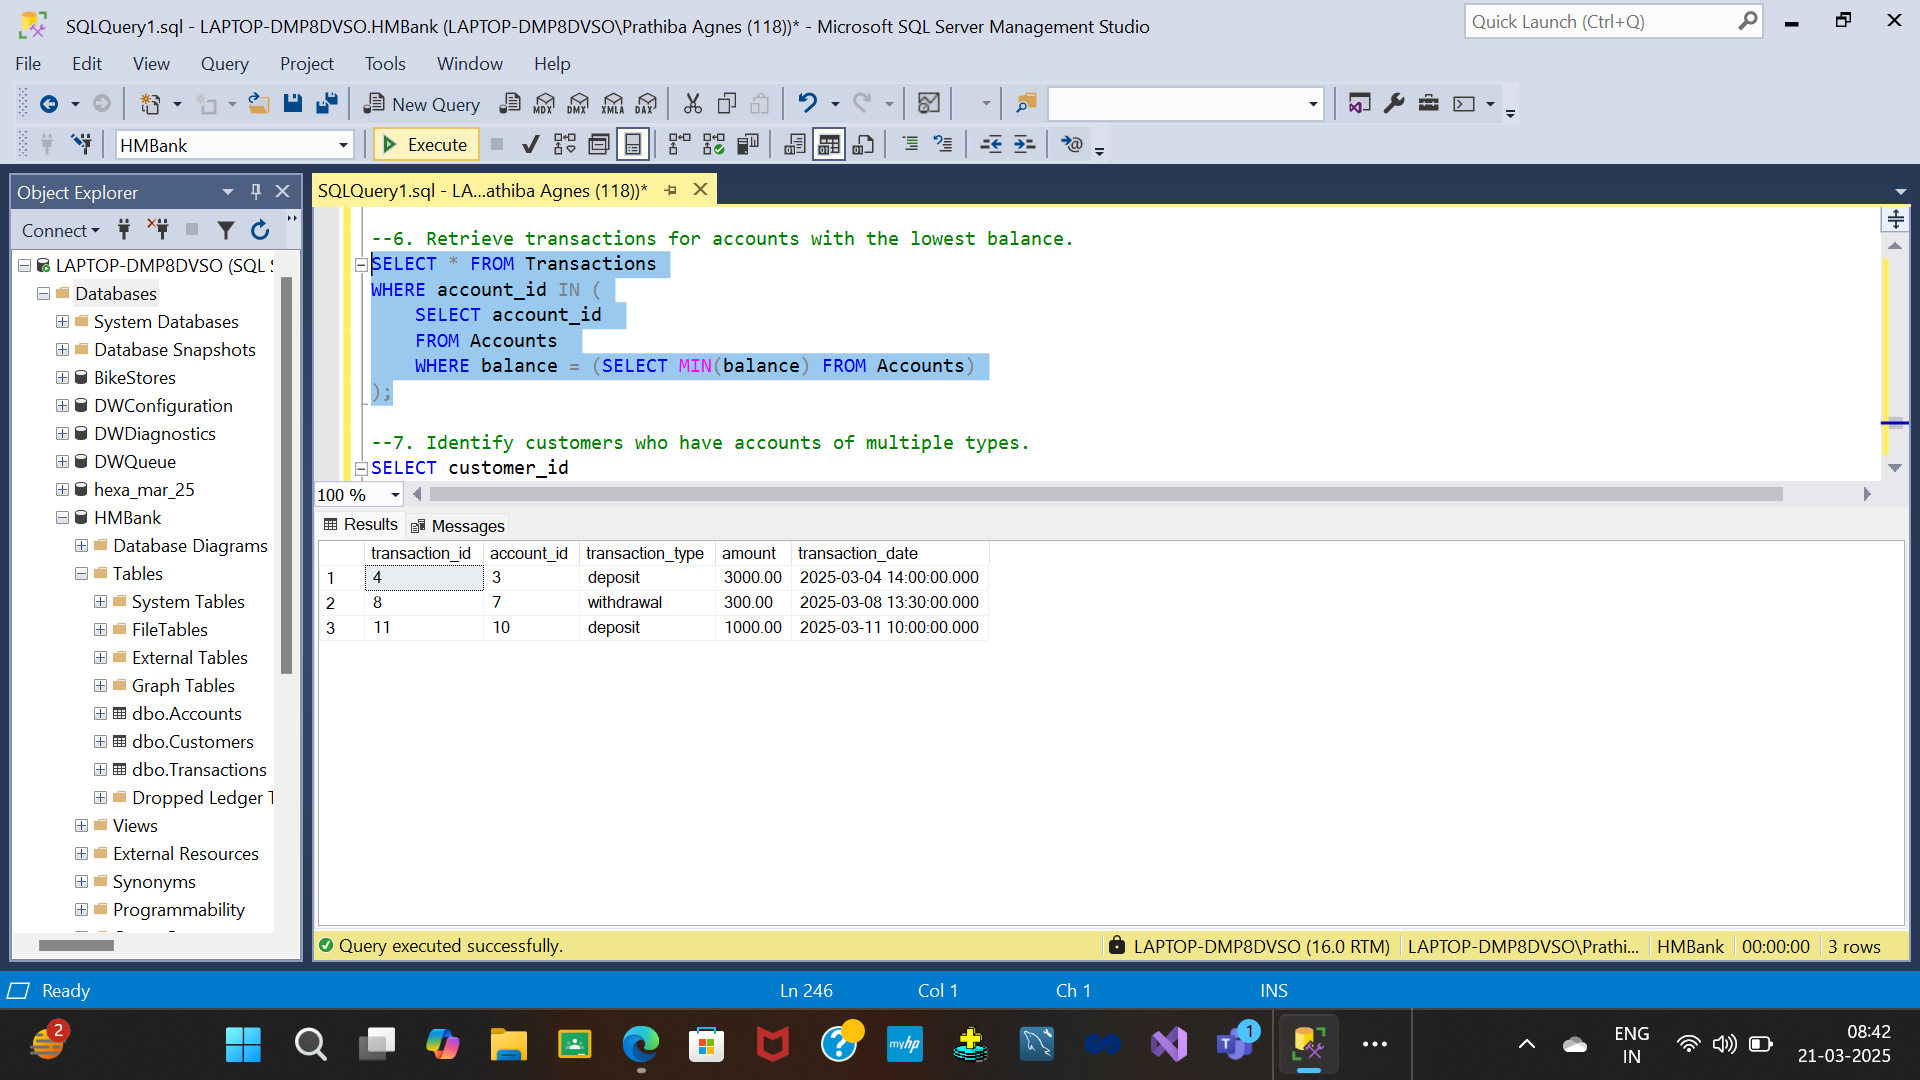 SQLQuery1.sql - LAPTOP-DMP8DVSO.HMBank (LAPTOP-DMP8DVSO\Prathiba Agnes (118))* - Microsoft SQL Server Management Studio
Quick Launch (Ctrl+Q)
File Edit View Query Project Tools Window Help
New Query MDX DMX XMLA DAX
HMBank Execute
Object Explorer
Connect
LAPTOP-DMP8DVSO (SQL S
Databases
System Databases
Database Snapshots
BikeStores
DWConfiguration
DWDiagnostics
DWQueue
hexa_mar_25
HMBank
Database Diagrams
Tables
System Tables
FileTables
External Tables
Graph Tables
dbo.Accounts
dbo.Customers
dbo.Transactions
Dropped Ledger T
Views
External Resources
Synonyms
Programmability
SQLQuery1.sql - LA...athiba Agnes (118))*
--6. Retrieve transactions for accounts with the lowest balance.
SELECT * FROM Transactions
WHERE account_id IN (
SELECT account_id
FROM Accounts
WHERE balance = (SELECT MIN(balance) FROM Accounts)
);
--7. Identify customers who have accounts of multiple types.
SELECT customer_id
100 %
Results Messages
transaction_id account_id transaction_type amount transaction_date
1 4 3 deposit 3000.00 2025-03-04 14:00:00.000
2 8 7 withdrawal 300.00 2025-03-08 13:30:00.000
3 11 10 deposit 1000.00 2025-03-11 10:00:00.000
Query executed successfully. LAPTOP-DMP8DVSO (16.0 RTM) LAPTOP-DMP8DVSO\Prathi... HMBank 00:00:00 3 rows
Ready Ln 246 Col 1 Ch 1 INS
2
myhp
1
ENG
IN
08:42
21-03-2025